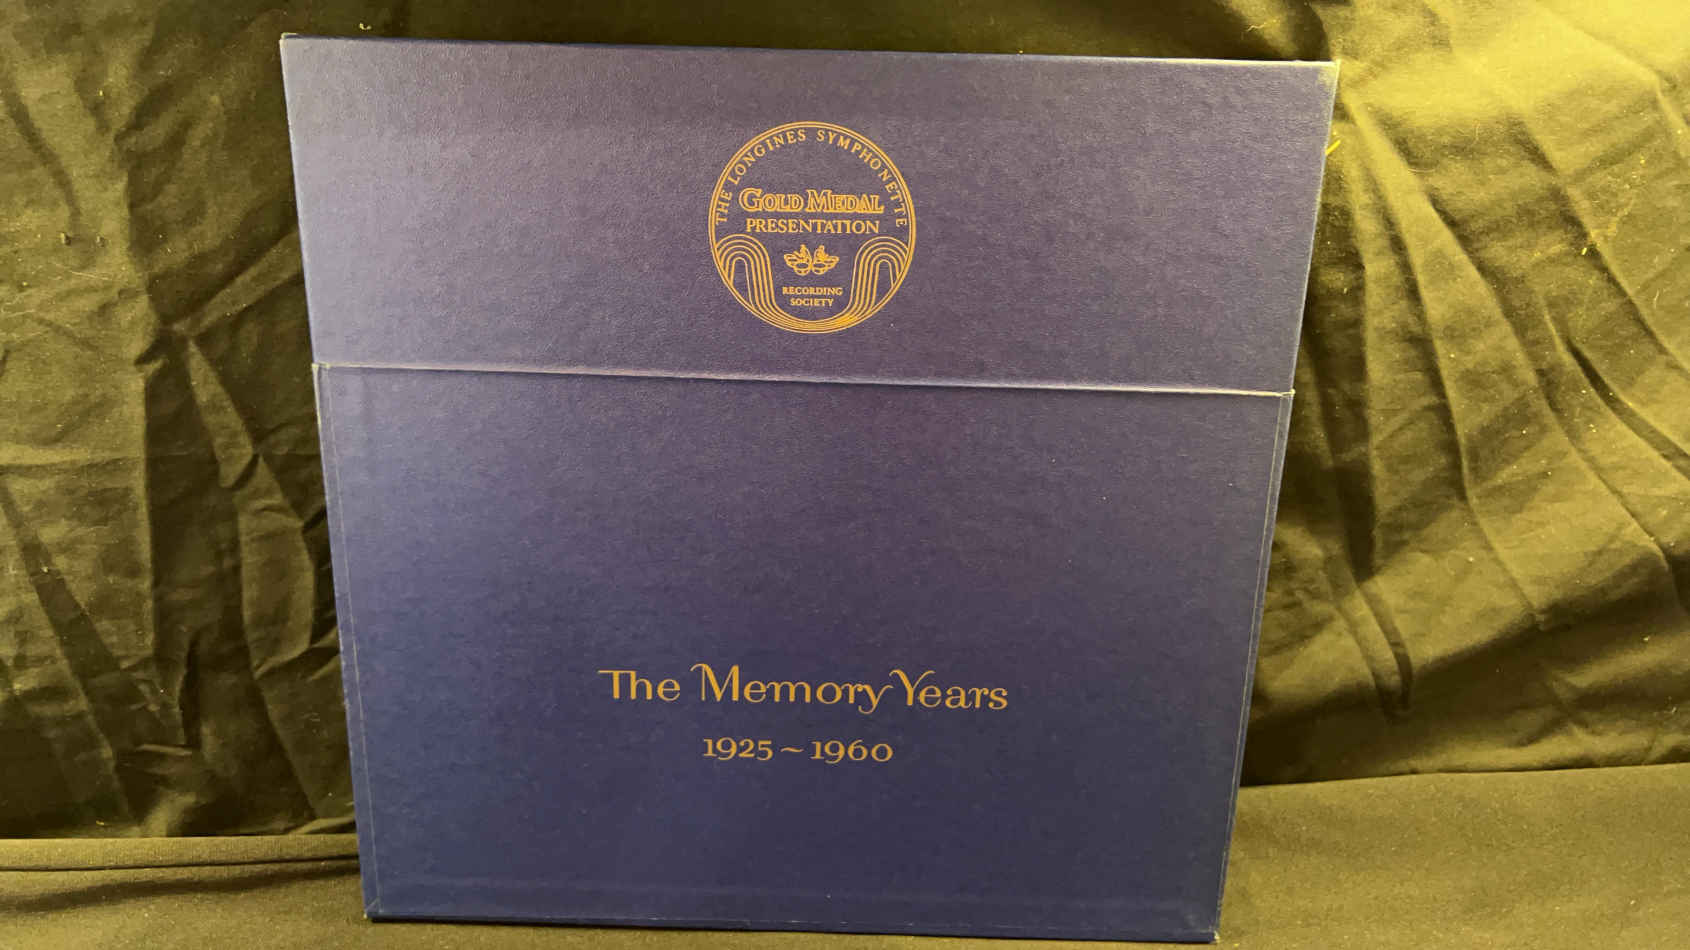 THE LONGINES SYMPHONETTE
GOLD MEDAL
PRESENTATION
RECORDING
SOCIETY
The Memory Years
1925~1960